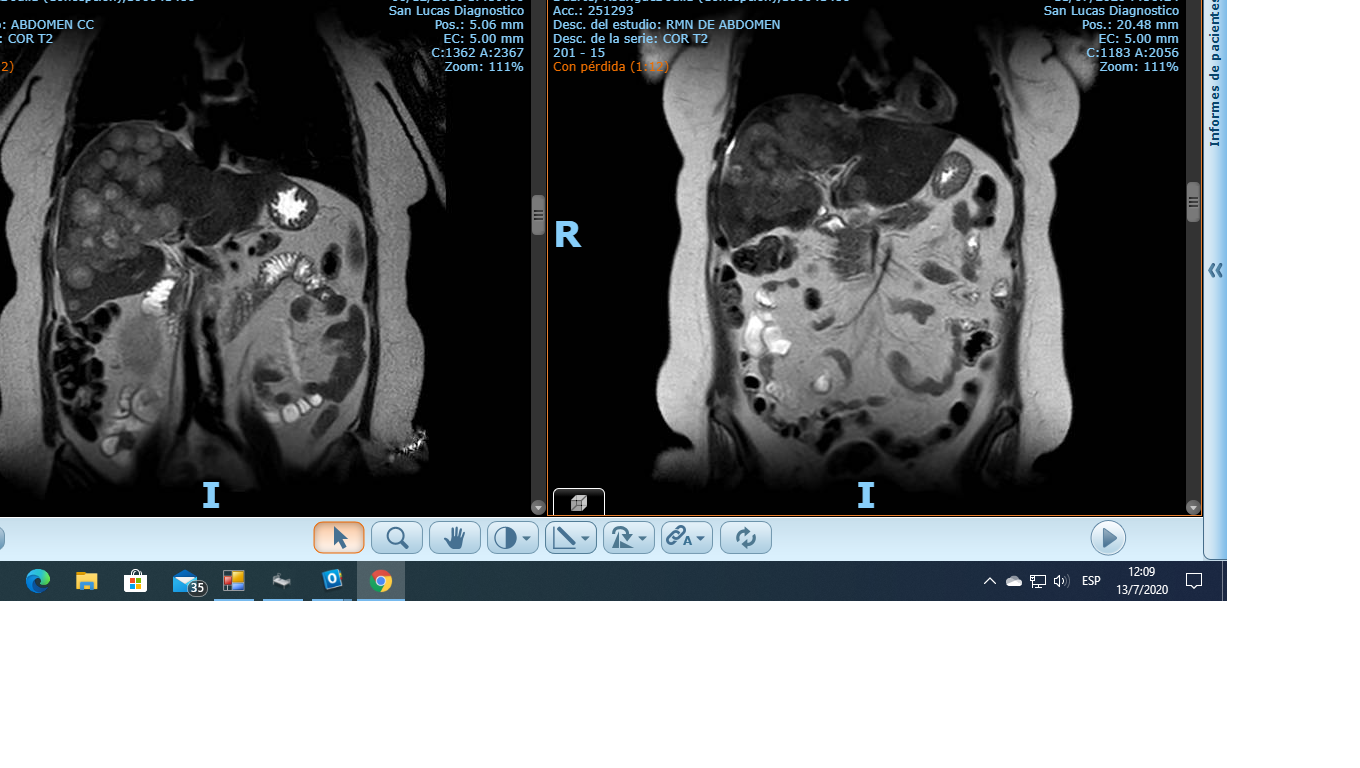 San Lucas Diagnostico
: ABDOMEN CC
Pos.: 5.06 mm
: COR T2
EC: 5.00 mm
C:1362 A:2367
2)
Zoom: 111%
I
Acc.: 251293
San Lucas Diagnostico
Desc. del estudio: RMN DE ABDOMEN
Pos.: 20.48 mm
Desc. de la serie: COR T2
EC: 5.00 mm
201 - 15
C:1183 A:2056
Con pérdida (1:12)
Zoom: 111%
R
I
Informes de pacientes
A
35
ESP
12:09
13/7/2020